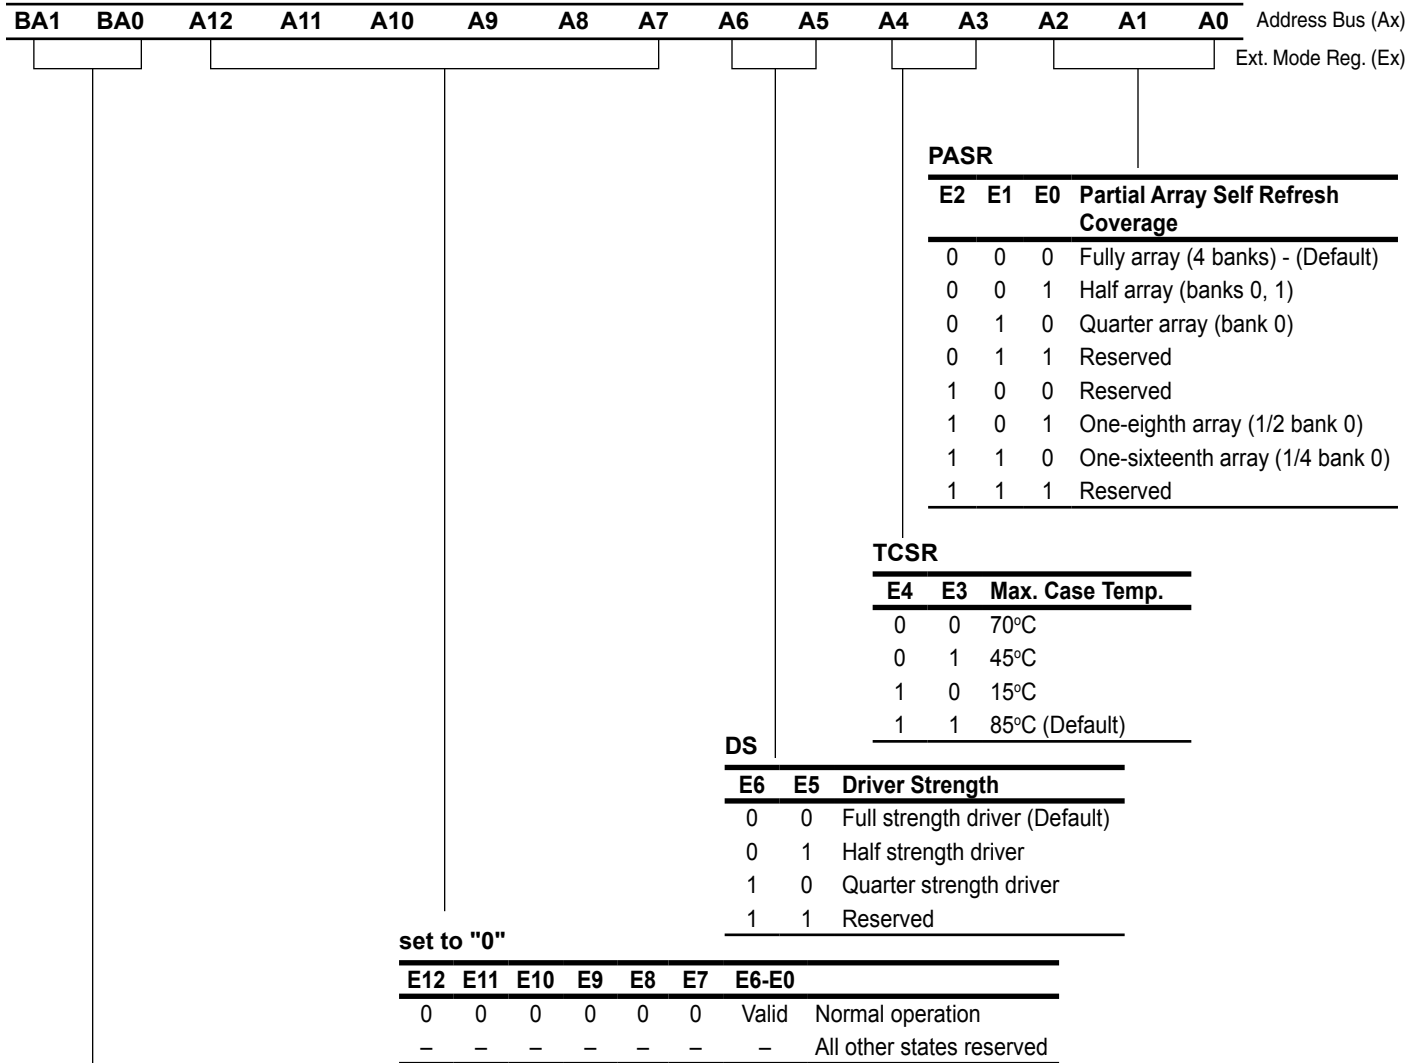 BA1 BA0 A12 A11 A10 A9 A8 A7 A6 A5 A4 A3 A2 A1 A0 Address Bus (Ax)
Ext. Mode Reg. (Ex)
PASR
E2 E1 E0 Partial Array Self Refresh
Coverage
0 0 0 Fully array (4 banks) - (Default)
0 0 1 Half array (banks 0, 1)
0 1 0 Quarter array (bank 0)
0 1 1 Reserved
1 0 0 Reserved
1 0 1 One-eighth array (1/2 bank 0)
1 1 0 One-sixteenth array (1/4 bank 0)
1 1 1 Reserved
TCSR
E4 E3 Max. Case Temp.
0 0 70°C
0 1 45°C
1 0 15°C
1 1 85°C (Default)
DS
E6 E5 Driver Strength
0 0 Full strength driver (Default)
0 1 Half strength driver
1 0 Quarter strength driver
1 1 Reserved
set to "0"
E12 E11 E10 E9 E8 E7 E6-E0
0 0 0 0 0 0 Valid Normal operation
– – – – – – – All other states reserved